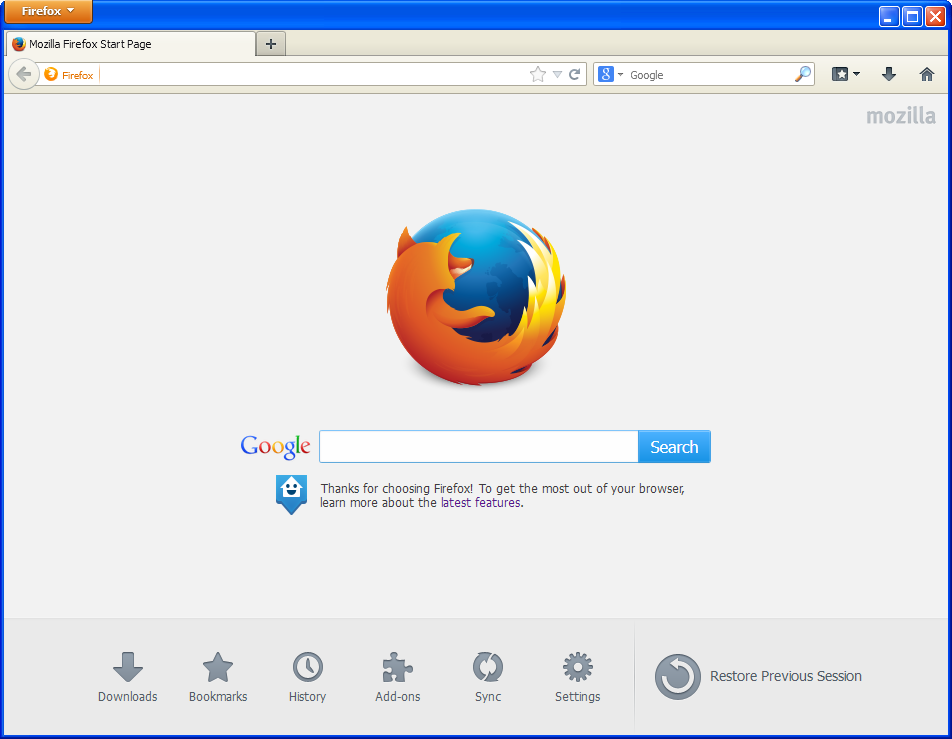 Firefox
Mozilla Firefox Start Page
Firefox
Google
mozilla
Google
Search
Thanks for choosing Firefox! To get the most out of your browser,
learn more about the latest features.
Downloads
Bookmarks
History
Add-ons
Sync
Settings
Restore Previous Session